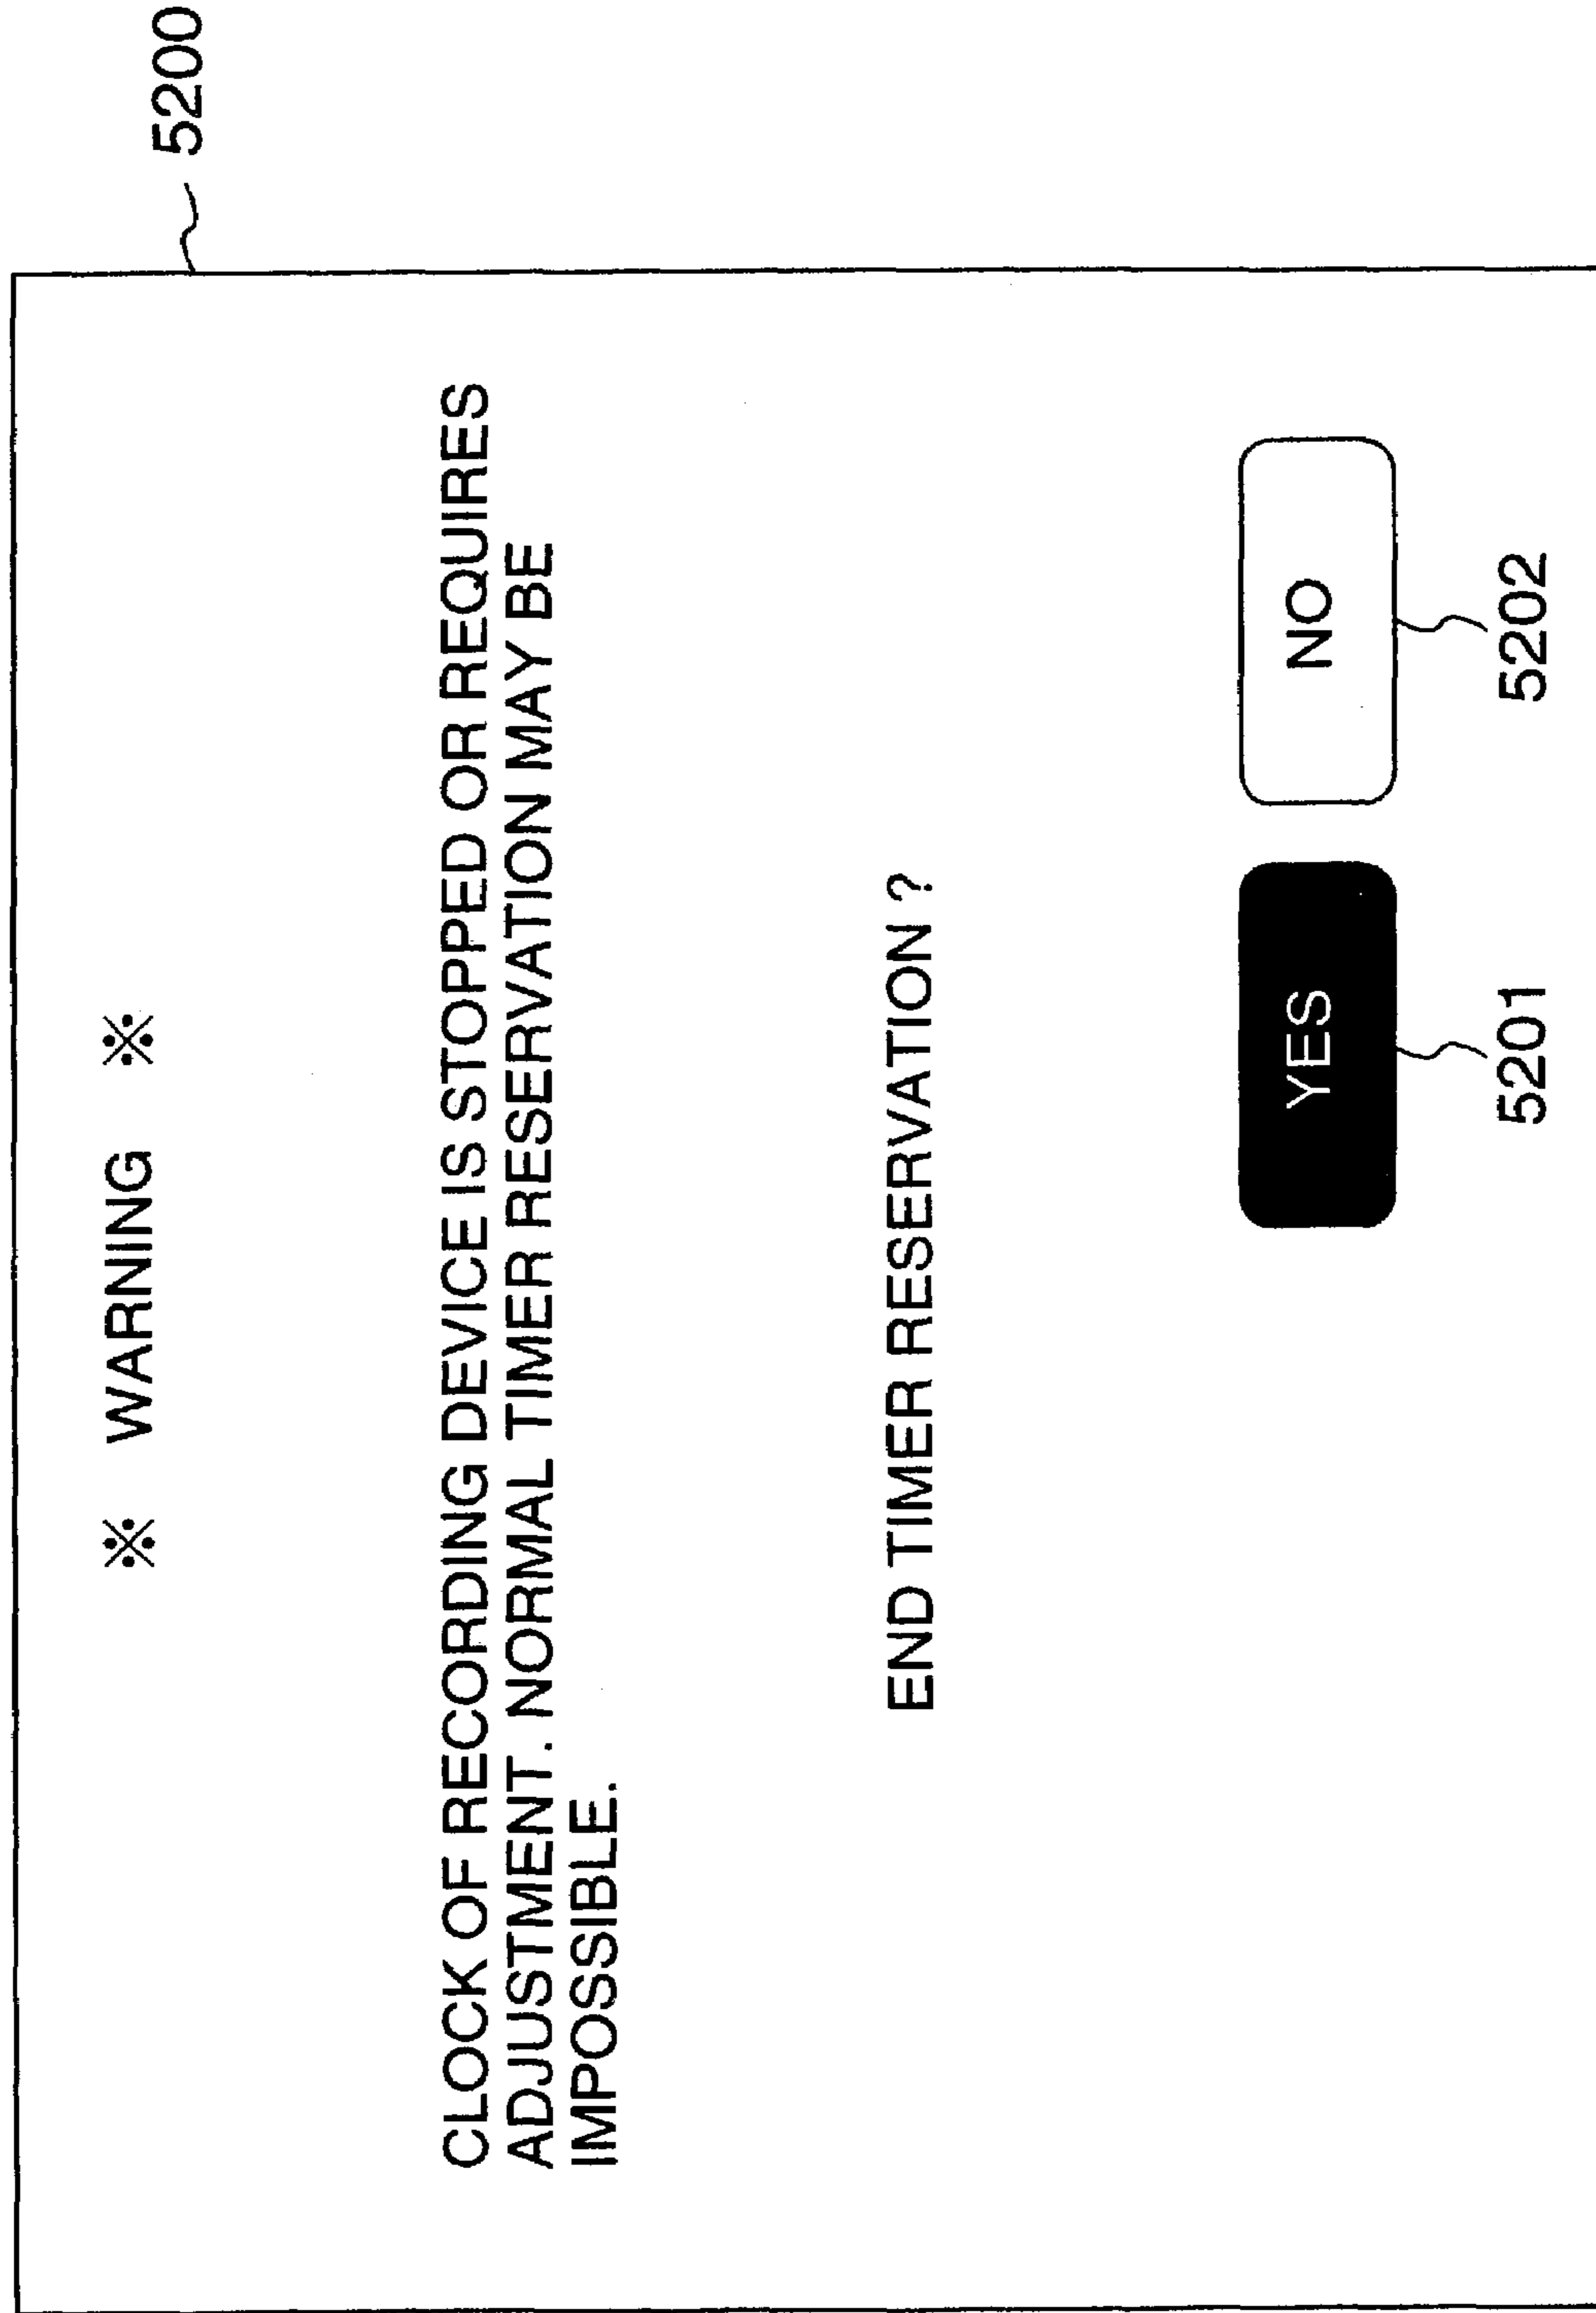 5200
※ WARNING ※
CLOCK OF RECORDING DEVICE IS STOPPED OR REQUIRES
ADJUSTMENT. NORMAL TIMER RESERVATION MAY BE
IMPOSSIBLE.
END TIMER RESERVATION ?
YES
NO
5201
5202